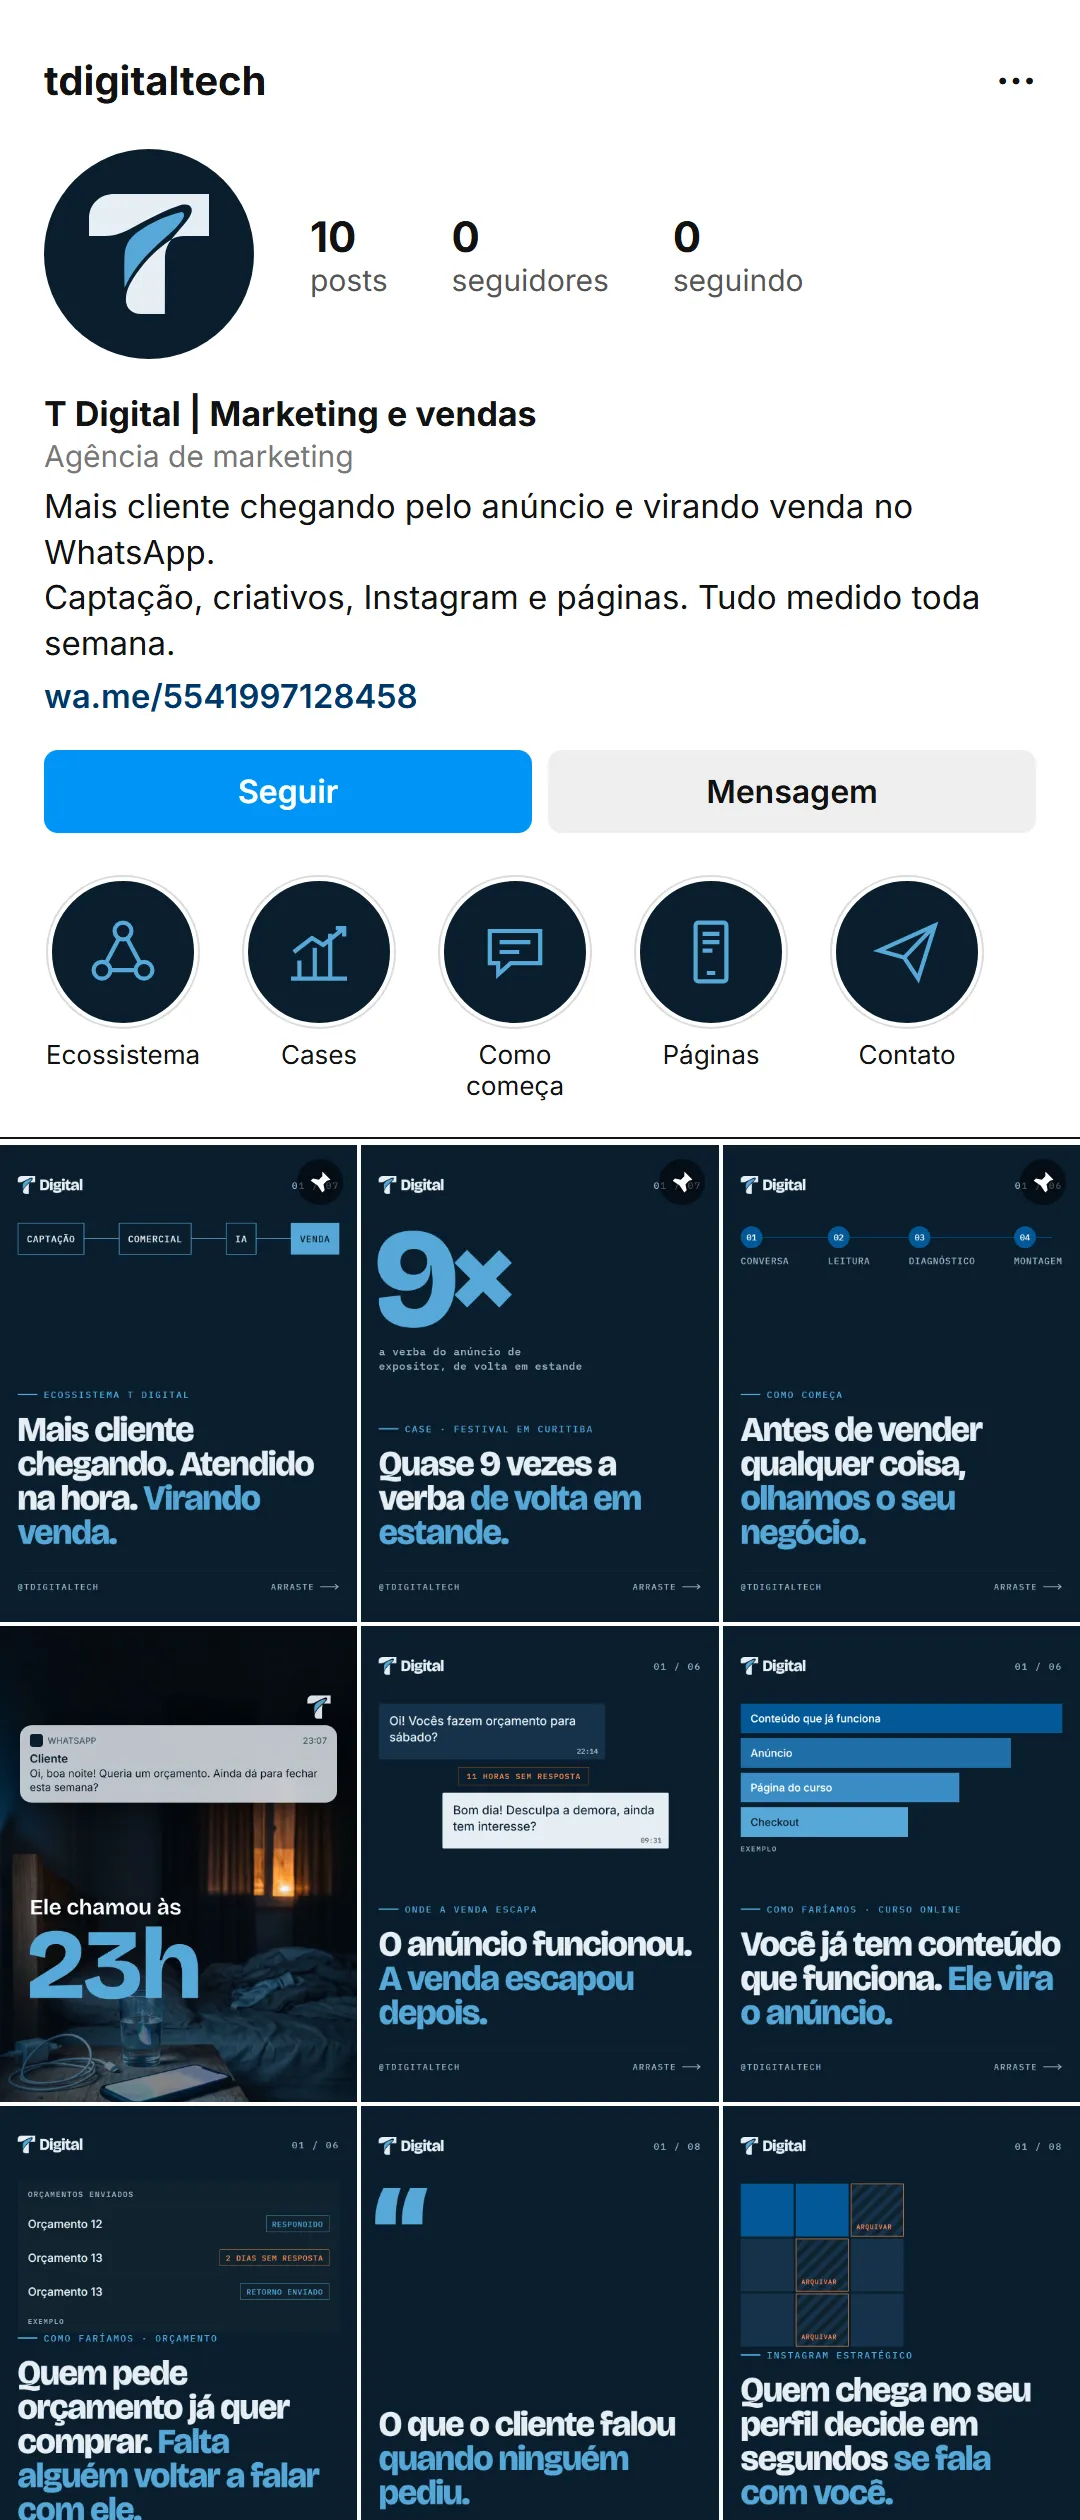 tdigitaltech
10
posts
0
seguidores
0
seguindo
T Digital | Marketing e vendas
Agência de marketing
Mais cliente chegando pelo anúncio e virando venda no
WhatsApp.
Captação, criativos, Instagram e páginas. Tudo medido toda
semana.
wa.me/5541997128458
Seguir
Mensagem
Ecossistema
Cases
Como
começa
Páginas
Contato
T Digital
CAPTAÇÃO
COMERCIAL
IA
VENDA
ECOSSISTEMA T DIGITAL
Mais cliente
chegando. Atendido
na hora. Virando
venda.
@TDIGITALTECH
ARRASTE
T Digital
9×
a verba do anúncio de
expositor, de volta em estande
CASE · FESTIVAL EM CURITIBA
Quase 9 vezes a
verba de volta em
estande.
@TDIGITALTECH
ARRASTE
T Digital
01
02
03
04
CONVERSA
LEITURA
DIAGNÓSTICO
MONTAGEM
COMO COMEÇA
Antes de vender
qualquer coisa,
olhamos o seu
negócio.
@TDIGITALTECH
ARRASTE
T
WHATSAPP
23:07
Cliente
Oi, boa noite! Queria um orçamento. Ainda dá para fechar
esta semana?
Ele chamou às
23h
T Digital
01 / 06
Oi! Vocês fazem orçamento para
sábado?
22:14
11 HORAS SEM RESPOSTA
Bom dia! Desculpa a demora, ainda
tem interesse?
09:31
ONDE A VENDA ESCAPA
O anúncio funcionou.
A venda escapou
depois.
@TDIGITALTECH
ARRASTE
T Digital
01 / 06
Conteúdo que já funciona
Anúncio
Página do curso
Checkout
EXEMPLO
COMO FARÍAMOS · CURSO ONLINE
Você já tem conteúdo
que funciona. Ele vira
o anúncio.
@TDIGITALTECH
ARRASTE
T Digital
01 / 06
ORÇAMENTOS ENVIADOS
Orçamento 12
RESPONDIDO
Orçamento 13
2 DIAS SEM RESPOSTA
Orçamento 13
RETORNO ENVIADO
EXEMPLO
COMO FARÍAMOS · ORÇAMENTO
Quem pede
orçamento já quer
comprar. Falta
alguém voltar a falar
com ele.
T Digital
01 / 08
“
O que o cliente falou
quando ninguém
pediu.
T Digital
01 / 08
ARQUIVAR
ARQUIVAR
ARQUIVAR
INSTAGRAM ESTRATÉGICO
Quem chega no seu
perfil decide em
segundos se fala
com você.